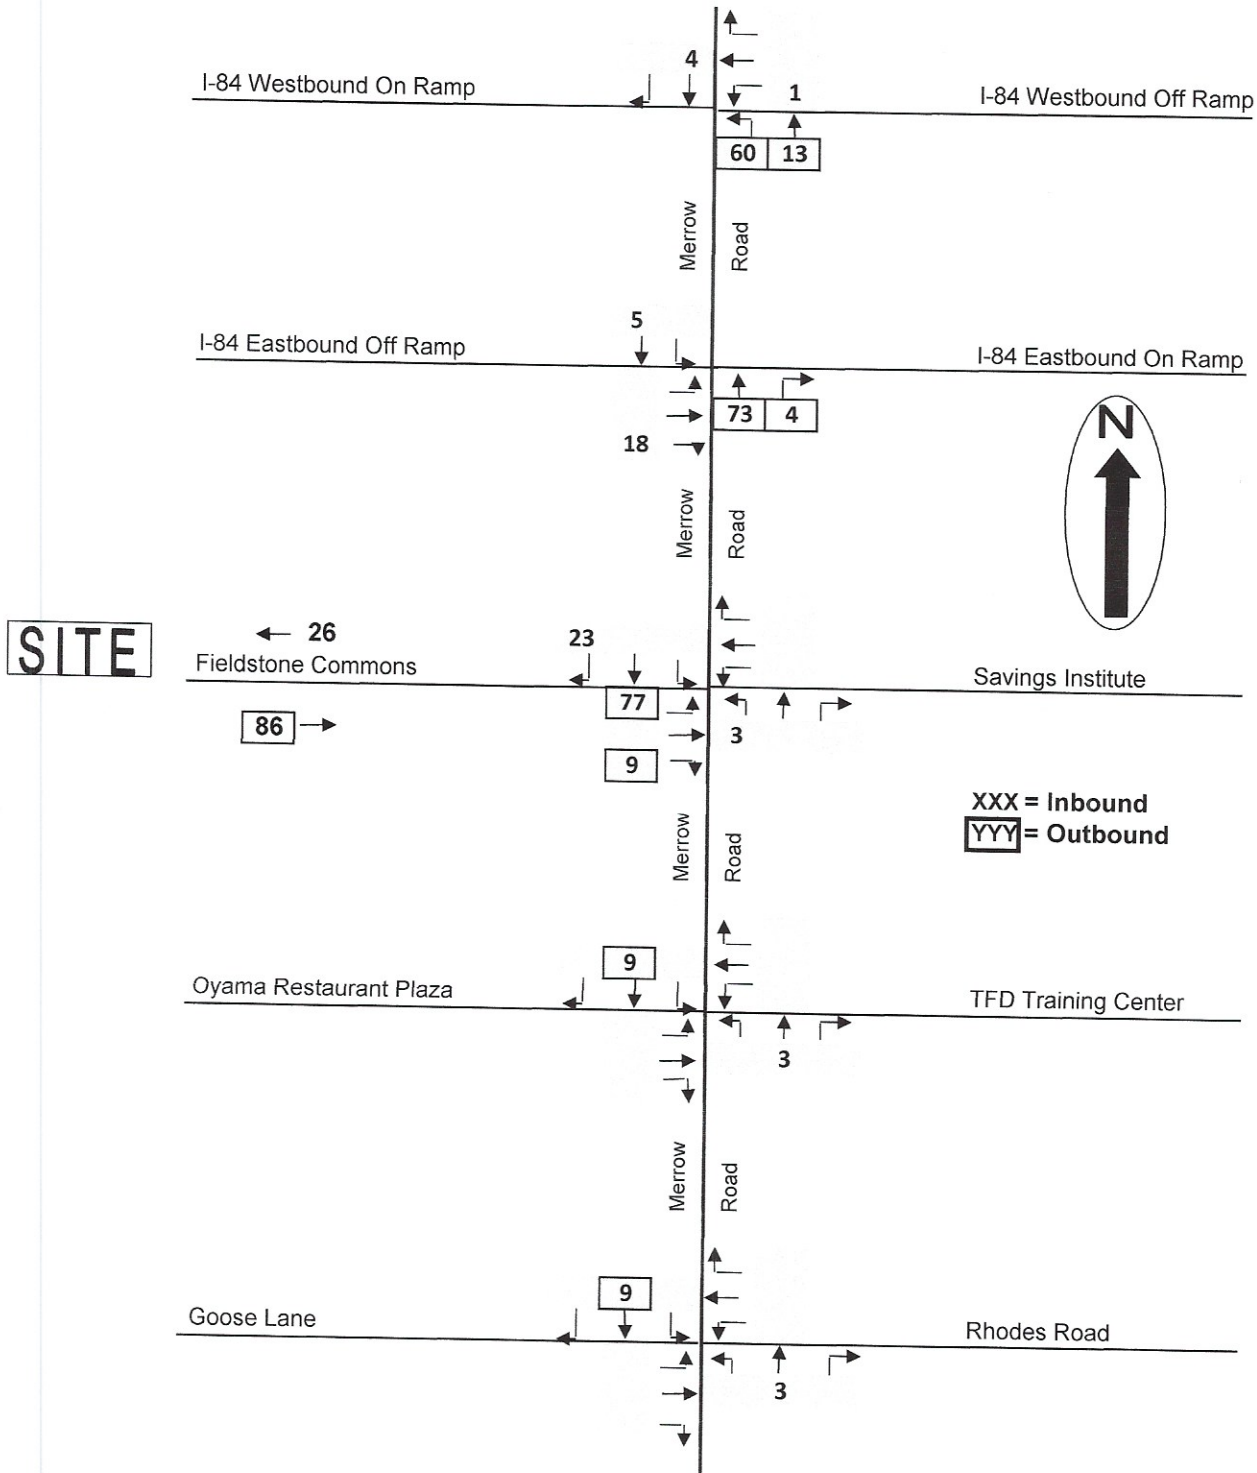 4
I-84 Westbound On Ramp
1
I-84 Westbound Off Ramp
60 13
Merrow
Road
5
I-84 Eastbound Off Ramp
I-84 Eastbound On Ramp
73 4
18
N
Merrow
Road
SITE
26
23
Fieldstone Commons
Savings Institute
77
86
3
9
XXX = Inbound
YYY = Outbound
Merrow
Road
9
Oyama Restaurant Plaza
TFD Training Center
3
Merrow
Road
9
Goose Lane
Rhodes Road
3